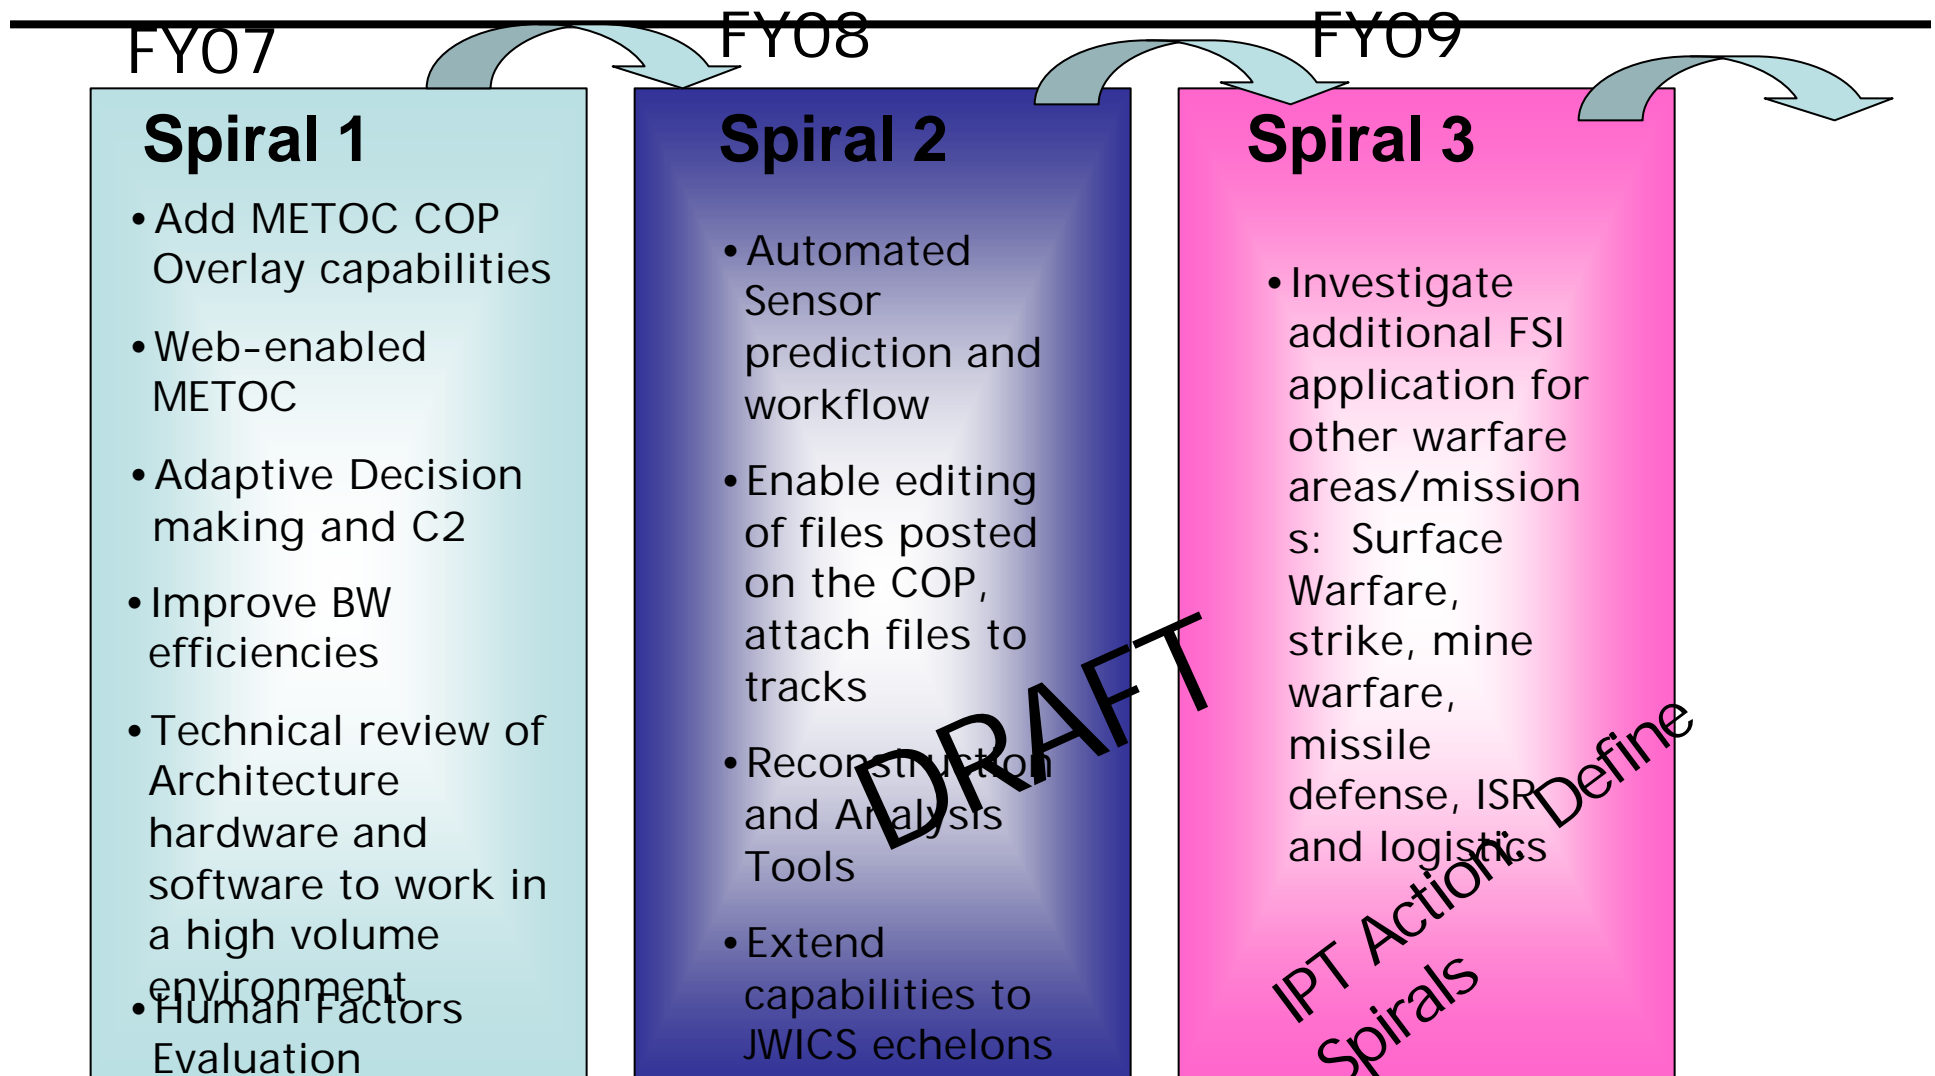 FY07
FY08
FY09
Spiral 1
•Add METOC COP
Overlay capabilities
•Web-enabled
METOC
•Adaptive Decision
making and C2
•Improve BW
efficiencies
•Technical review of
Architecture
hardware and
software to work in
a high volume
environment
•Human Factors
Evaluation
Spiral 2
•Automated
Sensor
prediction and
workflow
•Enable editing
of files posted
on the COP,
attach files to
tracks
•Reconstruction
and Analysis
Tools
•Extend
capabilities to
JWICS echelons
Spiral 3
•Investigate
additional FSI
application for
other warfare
areas/mission
s: Surface
Warfare,
strike, mine
warfare,
missile
defense, ISR
and logistics
DRAFT
IPT Action: Define
Spirals